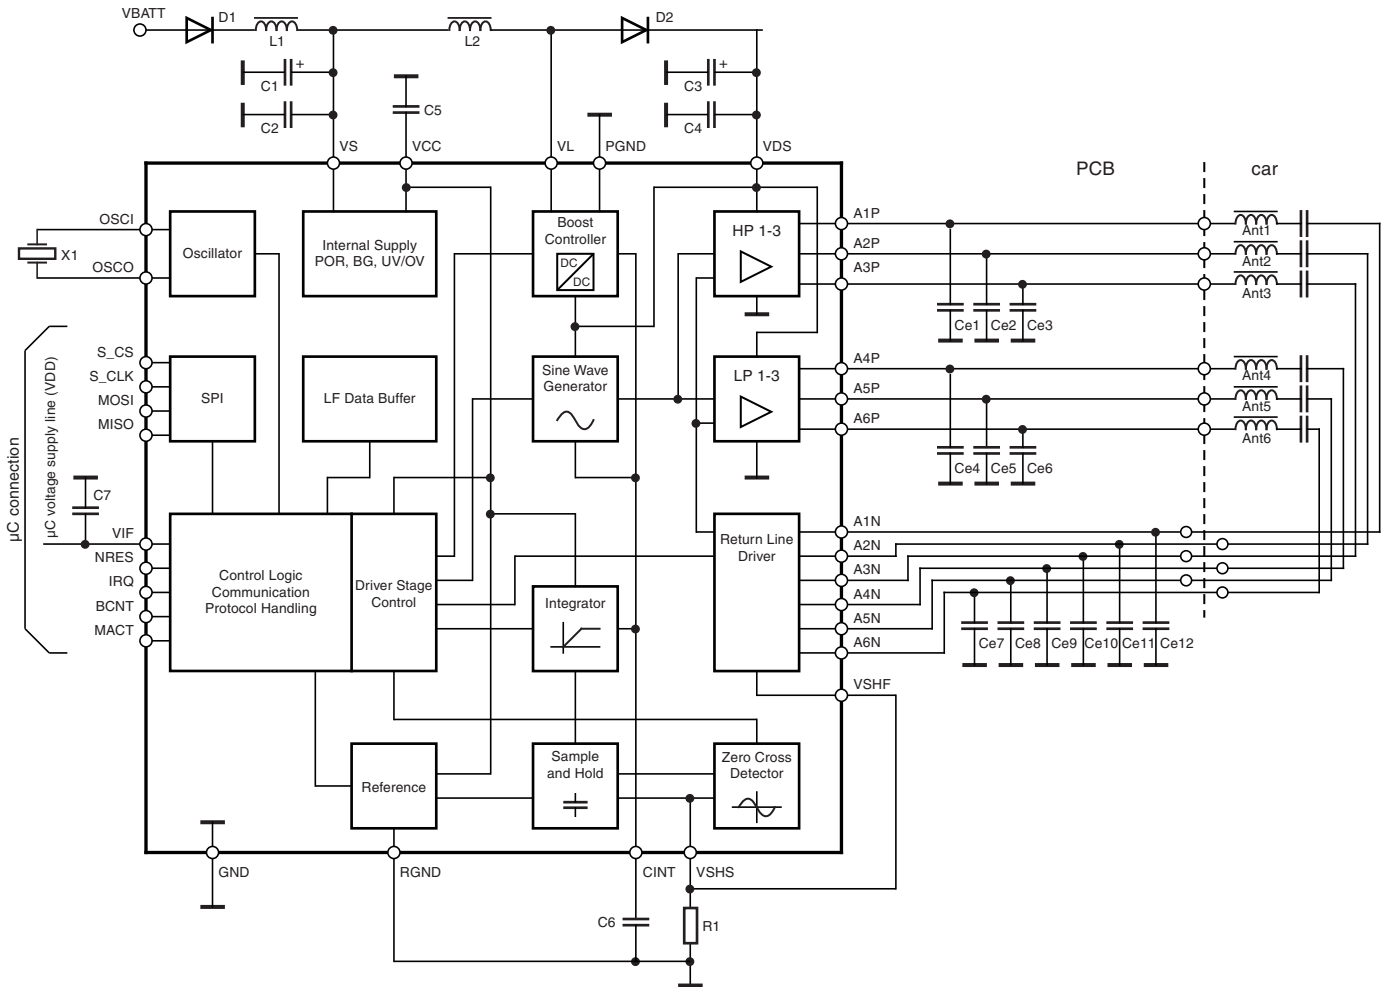 VBATT
D1
L1
L2
D2
C1
+
C2
C5
C3
+
C4
VS
VCC
VL
PGND
VDS
PCB
car
OSCI
X1
OSCO
Oscillator
Internal Supply
POR, BG, UV/OV
Boost
Controller
DC
DC
HP 1-3
A1P
A2P
A3P
Ant1
Ant2
Ant3
Ce1
Ce2
Ce3
µC connection
µC voltage supply line (VDD)
S_CS
S_CLK
MOSI
MISO
SPI
LF Data Buffer
Sine Wave
Generator
LP 1-3
A4P
A5P
A6P
Ant4
Ant5
Ant6
Ce4
Ce5
Ce6
C7
VIF
NRES
IRQ
BCNT
MACT
Control Logic
Communication
Protocol Handling
Driver Stage
Control
Integrator
Return Line
Driver
A1N
A2N
A3N
A4N
A5N
A6N
Ce7
Ce8
Ce9
Ce10
Ce11
Ce12
VSHF
Reference
Sample
and Hold
Zero Cross
Detector
GND
RGND
CINT
VSHS
C6
R1